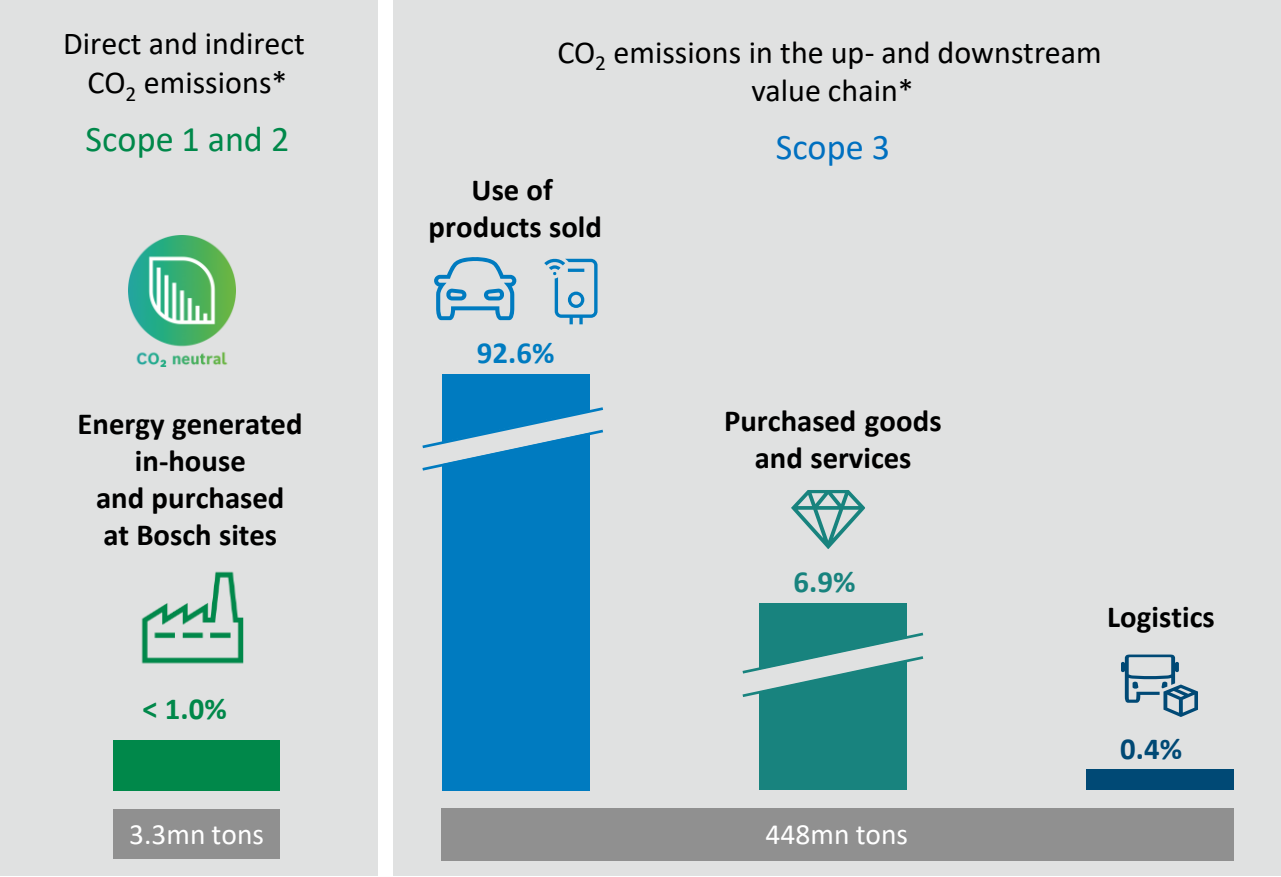 Direct and indirect
CO₂ emissions*
Scope 1 and 2
CO₂ neutral
Energy generated
in-house
and purchased
at Bosch sites
< 1.0%
3.3mn tons
CO₂ emissions in the up- and downstream
value chain*
Scope 3
Use of
products sold
92.6%
Purchased goods
and services
6.9%
Logistics
0.4%
448mn tons